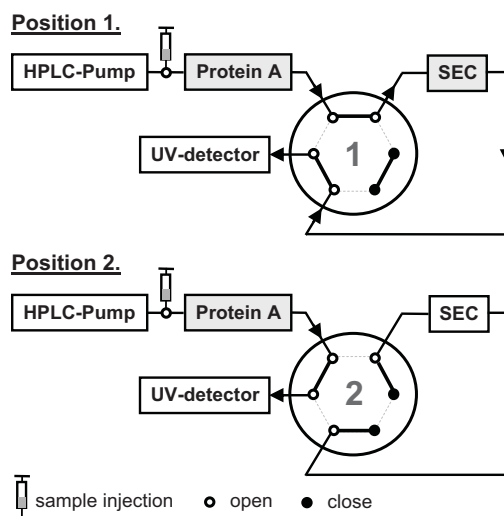 Position 1.
HPLC-Pump Protein A SEC
UV-detector 1
Position 2.
HPLC-Pump Protein A SEC
UV-detector 2
sample injection open close